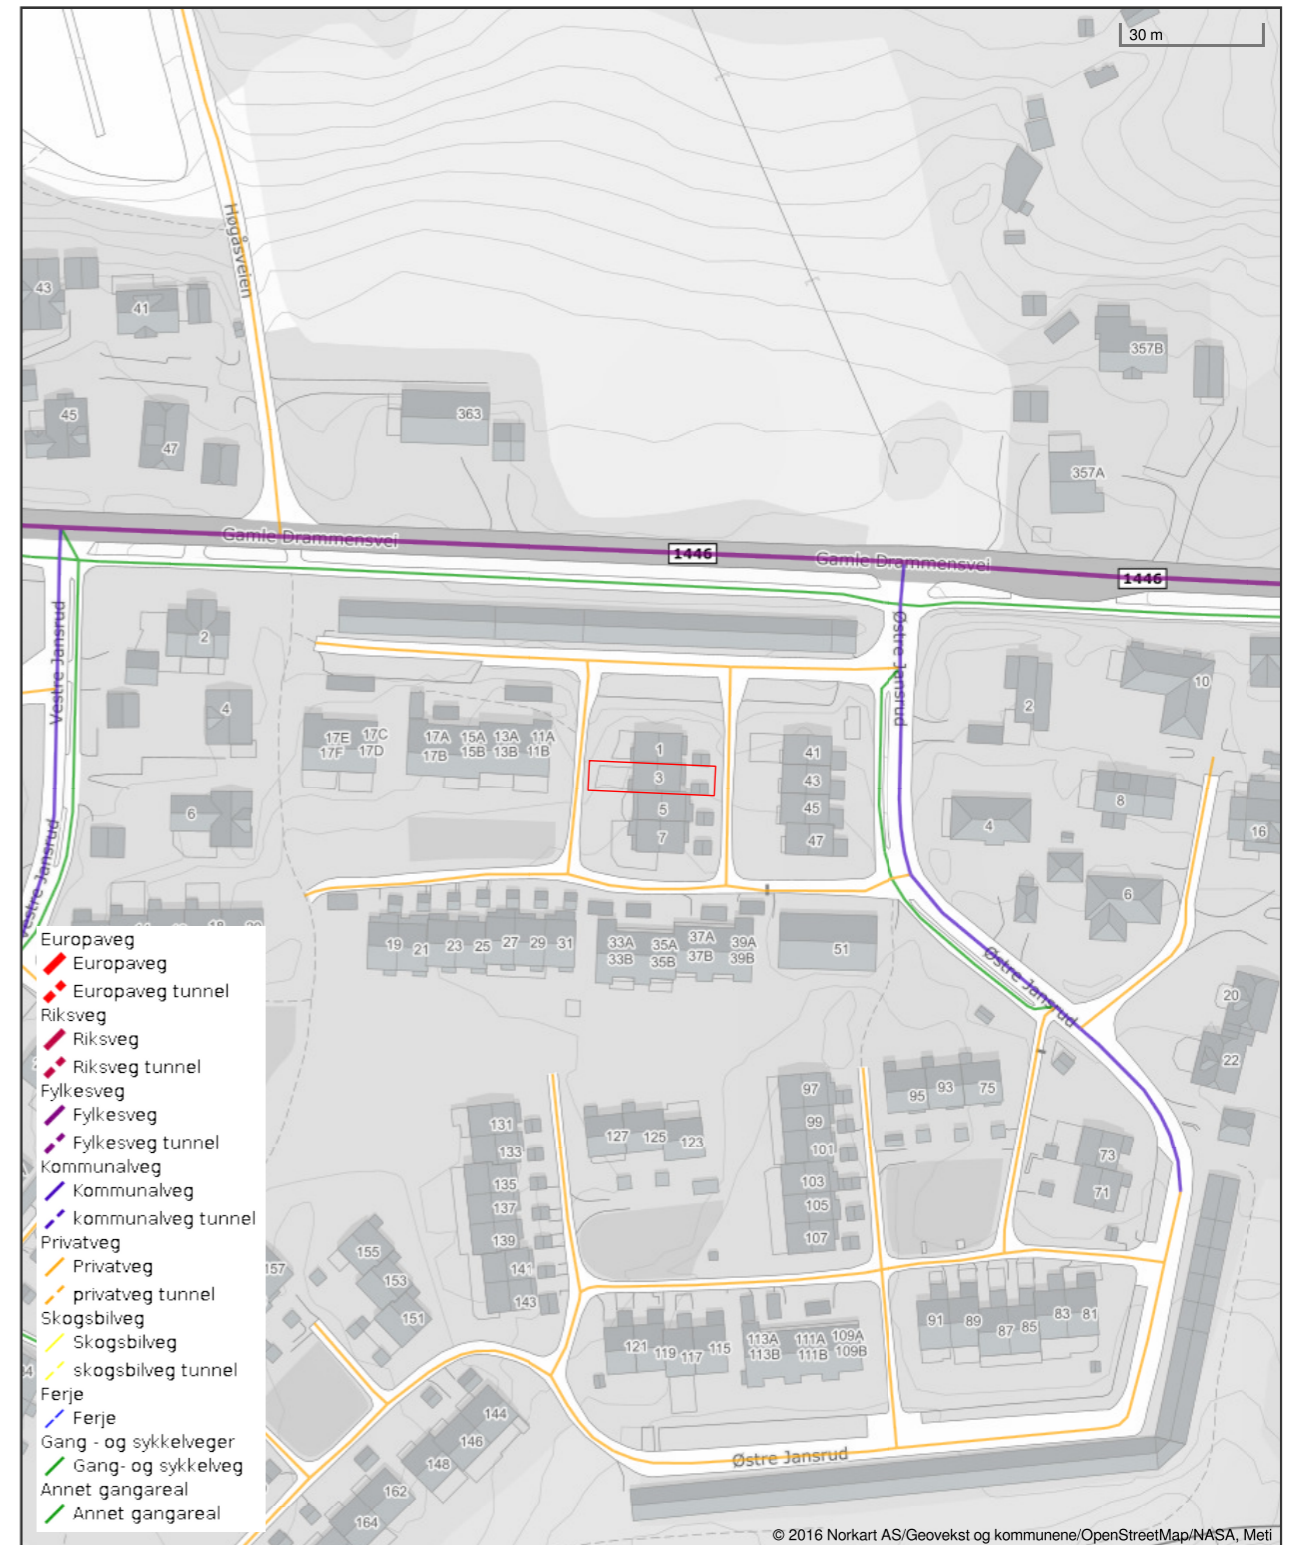 30 m
Høgåsveien
43
41
357B
45
47
363
357A
Gamle Drammensvei
1446
Gamle Drammensvei
1446
Vestre Jansrud
Østre Jansrud
2
4
6
17E 17C
17F 17D
17A 15A 13A 11A
17B 15B 13B 11B
1
3
5
7
41
43
45
47
2
10
4
8
6
16
Vestre Jansrud
19 21 23 25 27 29 31
33A 35A 37A 39A
33B 35B 37B 39B
51
Østre Jansrud
20
22
97
99
101
103
105
107
95 93 75
73
71
131
133
135
137
139
141
143
127 125 123
155
153
151
157
121 119 117 115
113A 111A 109A
113B 111B 109B
91 89 87 85 83 81
144
146
148
162
164
Østre Jansrud
Europaveg
Europaveg
Europaveg tunnel
Riksveg
Riksveg
Riksveg tunnel
Fylkesveg
Fylkesveg
Fylkesveg tunnel
Kommunalveg
Kommunalveg
kommunalveg tunnel
Privatveg
Privatveg
privatveg tunnel
Skogsbilveg
Skogsbilveg
skogsbilveg tunnel
Ferje
Ferje
Gang - og sykkelveger
Gang- og sykkelveg
Annet gangareal
Annet gangareal
© 2016 Norkart AS/Geovekst og kommunene/OpenStreetMap/NASA, Meti